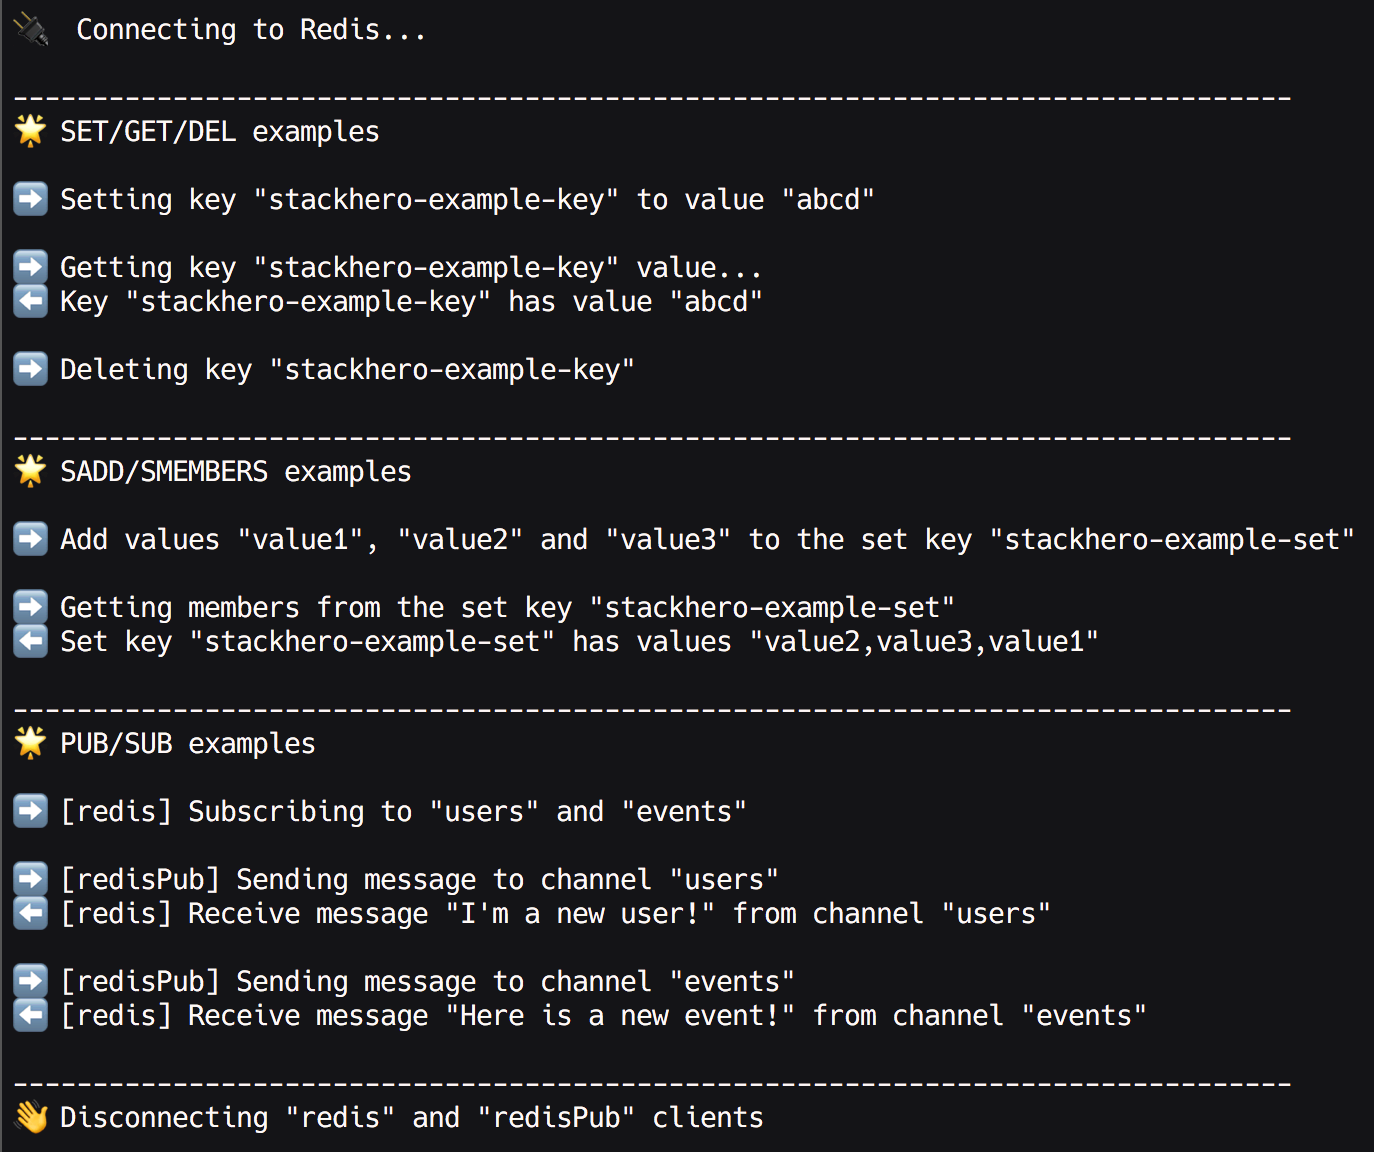 🔌 Connecting to Redis...
--------------------------------------------------------------------------------
🌟 SET/GET/DEL examples
➡️ Setting key "stackhero-example-key" to value "abcd"
➡️ Getting key "stackhero-example-key" value...
⬅️ Key "stackhero-example-key" has value "abcd"
➡️ Deleting key "stackhero-example-key"
--------------------------------------------------------------------------------
🌟 SADD/SMEMBERS examples
➡️ Add values "value1", "value2" and "value3" to the set key "stackhero-example-set"
➡️ Getting members from the set key "stackhero-example-set"
⬅️ Set key "stackhero-example-set" has values "value2,value3,value1"
--------------------------------------------------------------------------------
🌟 PUB/SUB examples
➡️ [redis] Subscribing to "users" and "events"
➡️ [redisPub] Sending message to channel "users"
⬅️ [redis] Receive message "I'm a new user!" from channel "users"
➡️ [redisPub] Sending message to channel "events"
⬅️ [redis] Receive message "Here is a new event!" from channel "events"
--------------------------------------------------------------------------------
👋 Disconnecting "redis" and "redisPub" clients